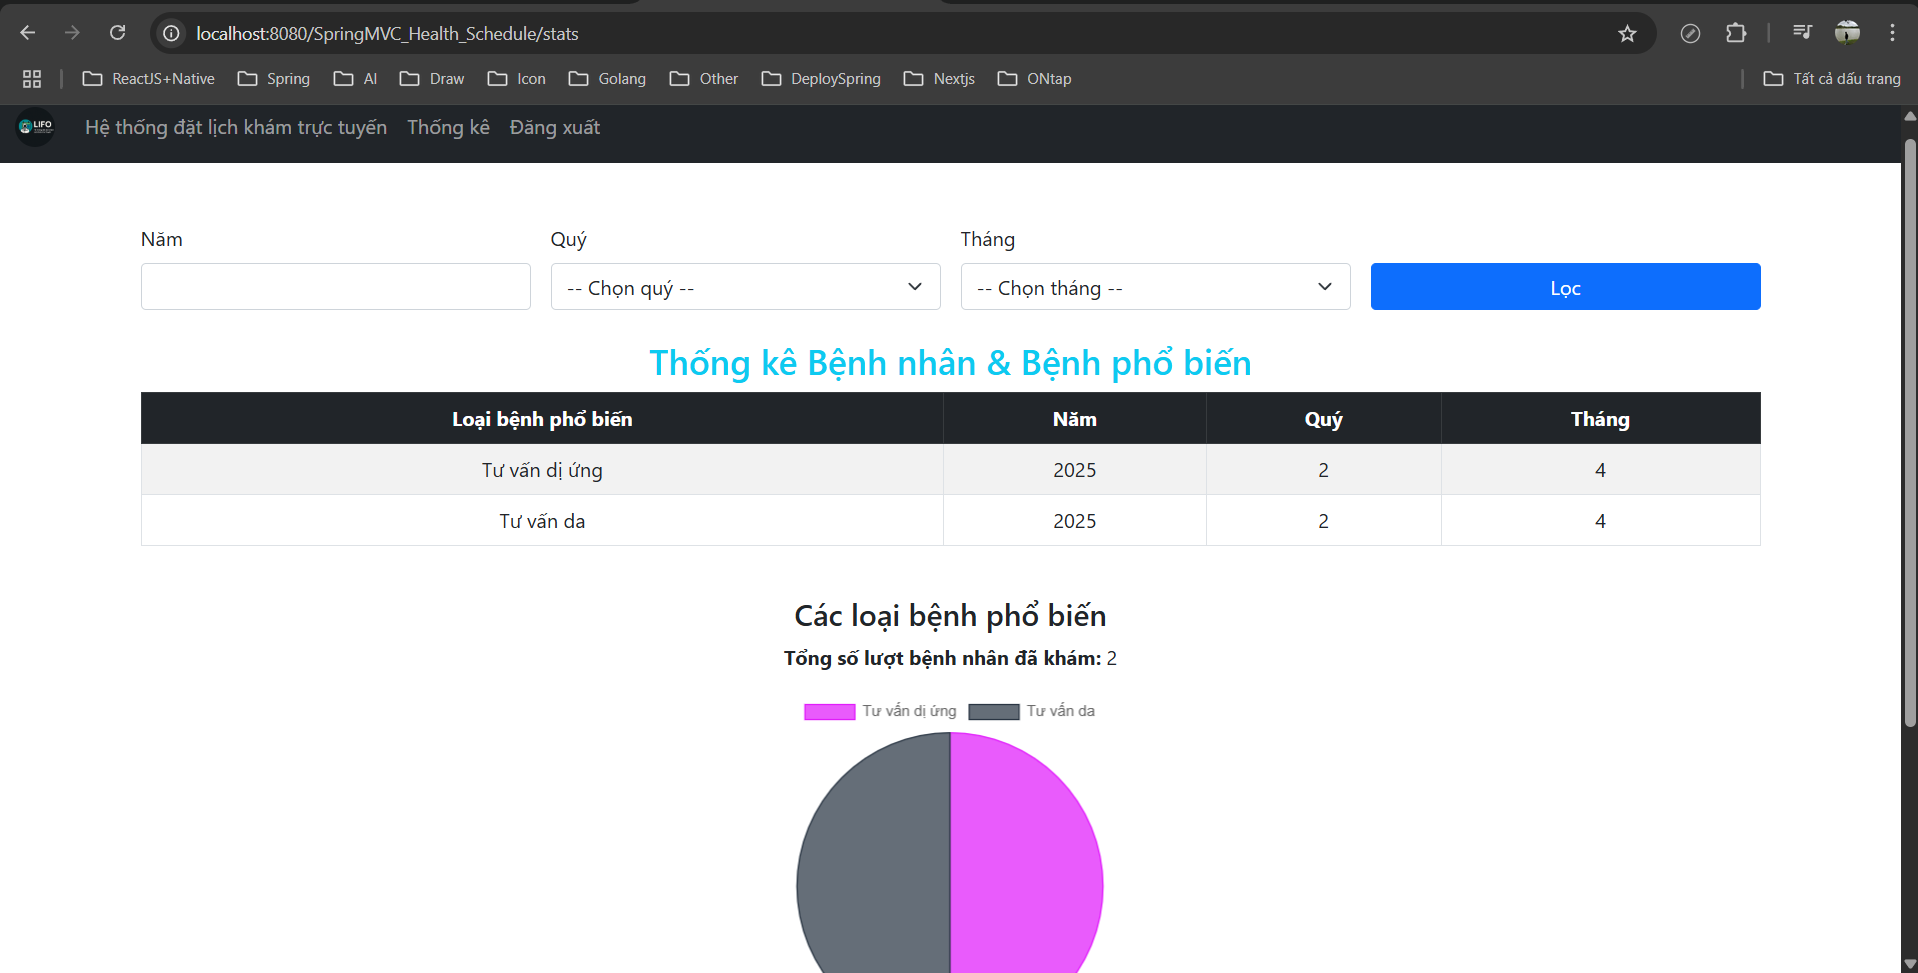 localhost:8080/SpringMVC_Health_Schedule/stats
ReactJS+Native Spring AI Draw Icon Golang Other DeploySpring Nextjs ONtap Tất cả dấu trang
LIFO Hệ thống đặt lịch khám trực tuyến Thống kê Đăng xuất
Năm Quý Tháng
-- Chọn quý -- -- Chọn tháng -- Lọc
Thống kê Bệnh nhân & Bệnh phổ biến
Loại bệnh phổ biến Năm Quý Tháng
Tư vấn dị ứng 2025 2 4
Tư vấn da 2025 2 4
Các loại bệnh phổ biến
Tổng số lượt bệnh nhân đã khám: 2
Tư vấn dị ứng Tư vấn da